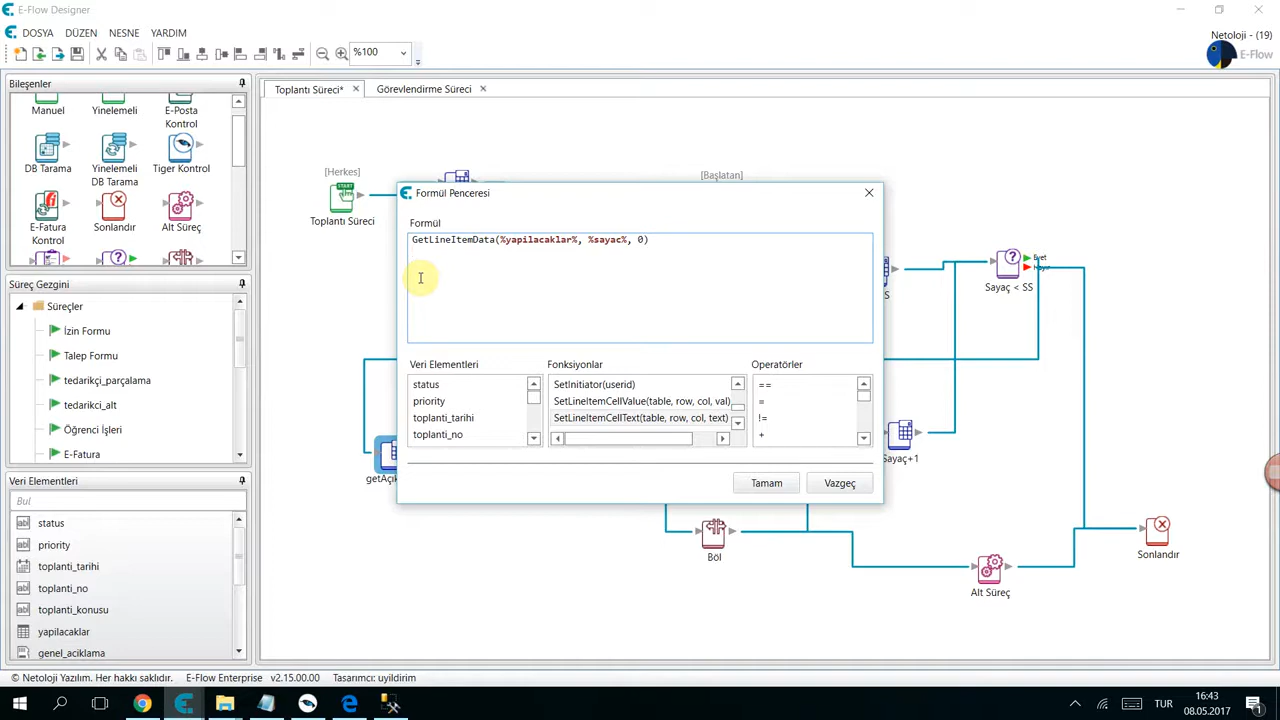 E-Flow Designer
DOSYA DÜZEN NESNE YARDIM
Netoloji - (19)
E-Flow
%100
Bileşenler
Manuel Yinelemeli E-Posta Kontrol
DB Tarama Yinelemeli DB Tarama Tiger Kontrol
E-Fatura Kontrol Sonlandır Alt Süreç
Süreç Gezgini
Süreçler
İzin Formu
Talep Formu
tedarikçi_parçalama
tedarikci_alt
Öğrenci İşleri
E-Fatura
Veri Elementleri
Bul
status
priority
toplanti_tarihi
toplanti_no
toplanti_konusu
yapilacaklar
genel_aciklama
Toplantı Süreci* Görevlendirme Süreci
[Herkes]
START
Toplantı Süreci
[Başlatan]
Formül Penceresi
Formül
GetLineItemData(%yapilacaklar%, %sayac%, 0)
Veri Elementleri Fonksiyonlar Operatörler
status SetInitiator(userid) ==
priority SetLineItemCellValue(table, row, col, val) =
toplanti_tarihi SetLineItemCellText(table, row, col, text) !=
toplanti_no +
Tamam Vazgeç
S
Evet
Hayır
Sayaç < SS
getAçık
Sayaç+1
Böl
Alt Süreç
Sonlandır
© Netoloji Yazılım. Her hakkı saklıdır. E-Flow Enterprise v2.15.00.00 Tasarımcı: uyildirim
TUR
16:43
08.05.2017
1